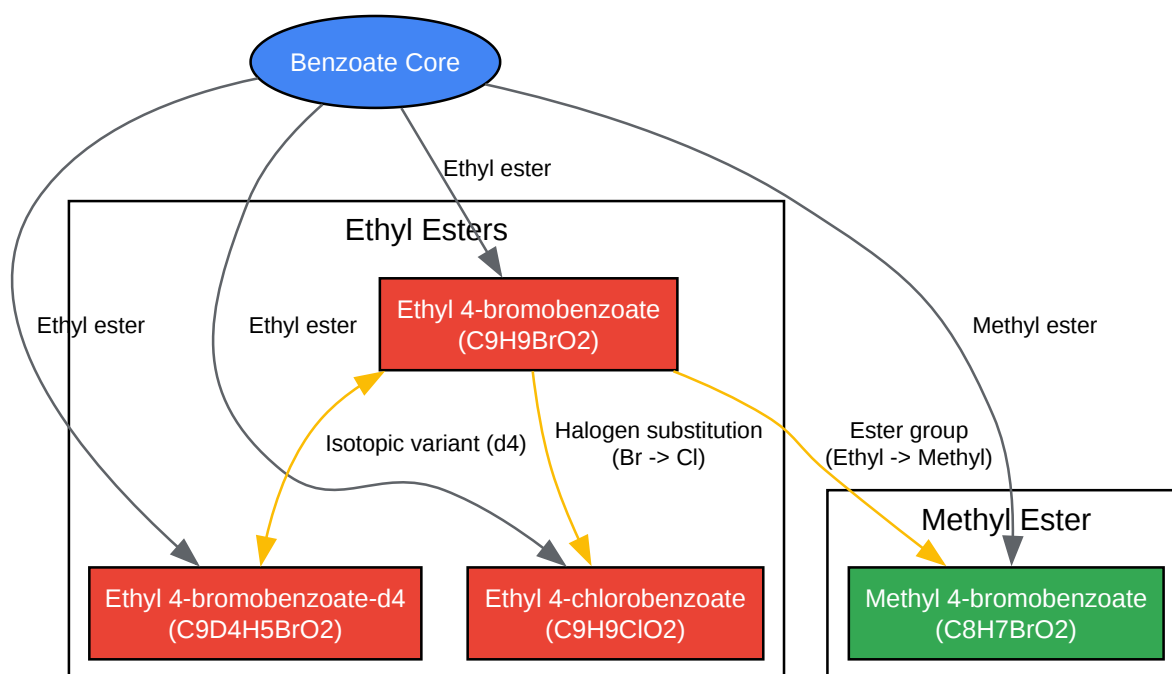 Benzoate Core
Ethyl ester
Ethyl Esters
Ethyl 4-bromobenzoate
(C9H9BrO2)
Ethyl ester
Ethyl ester
Methyl ester
Isotopic variant (d4)
Halogen substitution
(Br -> Cl)
Ester group
(Ethyl -> Methyl)
Methyl Ester
Ethyl 4-bromobenzoate-d4
(C9D4H5BrO2)
Ethyl 4-chlorobenzoate
(C9H9ClO2)
Methyl 4-bromobenzoate
(C8H7BrO2)